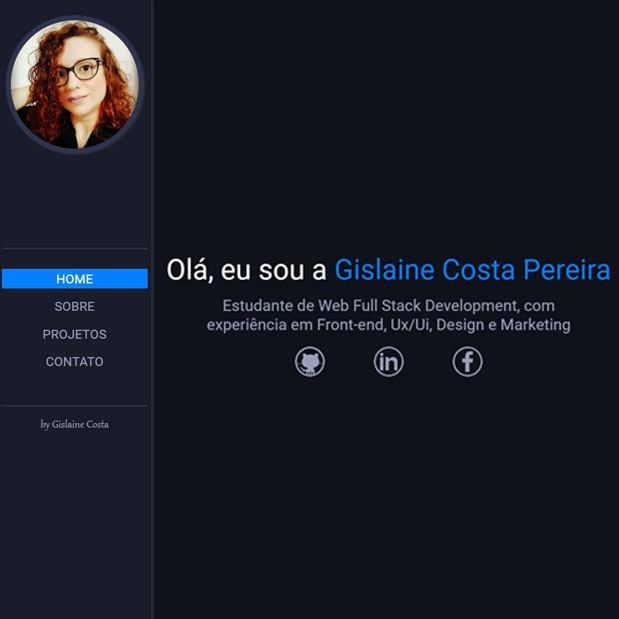 HOME
SOBRE
PROJETOS
CONTATO
by Gislaine Costa
Olá, eu sou a Gislaine Costa Pereira
Estudante de Web Full Stack Development, com
experiência em Front-end, Ux/Ui, Design e Marketing
in
f